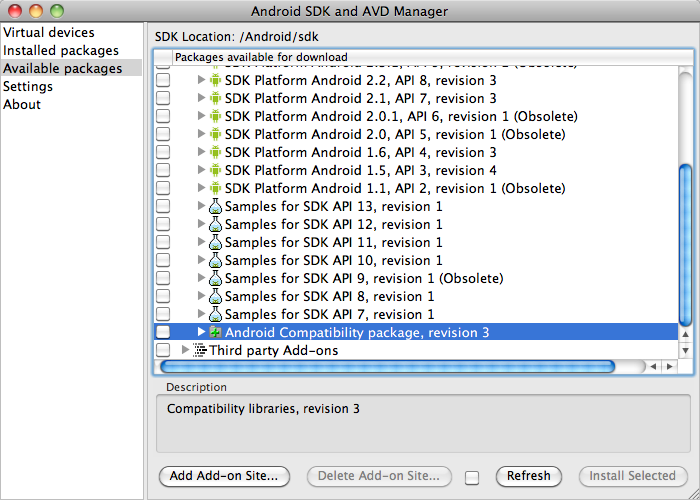 Android SDK and AVD Manager
Virtual devices
Installed packages
Available packages
Settings
About
SDK Location: /Android/sdk
Packages available for download
SDK Platform Android 2.2, API 8, revision 3
SDK Platform Android 2.1, API 7, revision 3
SDK Platform Android 2.0.1, API 6, revision 1 (Obsolete)
SDK Platform Android 2.0, API 5, revision 1 (Obsolete)
SDK Platform Android 1.6, API 4, revision 3
SDK Platform Android 1.5, API 3, revision 4
SDK Platform Android 1.1, API 2, revision 1 (Obsolete)
Samples for SDK API 13, revision 1
Samples for SDK API 12, revision 1
Samples for SDK API 11, revision 1
Samples for SDK API 10, revision 1
Samples for SDK API 9, revision 1 (Obsolete)
Samples for SDK API 8, revision 1
Samples for SDK API 7, revision 1
Android Compatibility package, revision 3
Third party Add-ons
Description
Compatibility libraries, revision 3
Add Add-on Site...
Delete Add-on Site...
Refresh
Install Selected